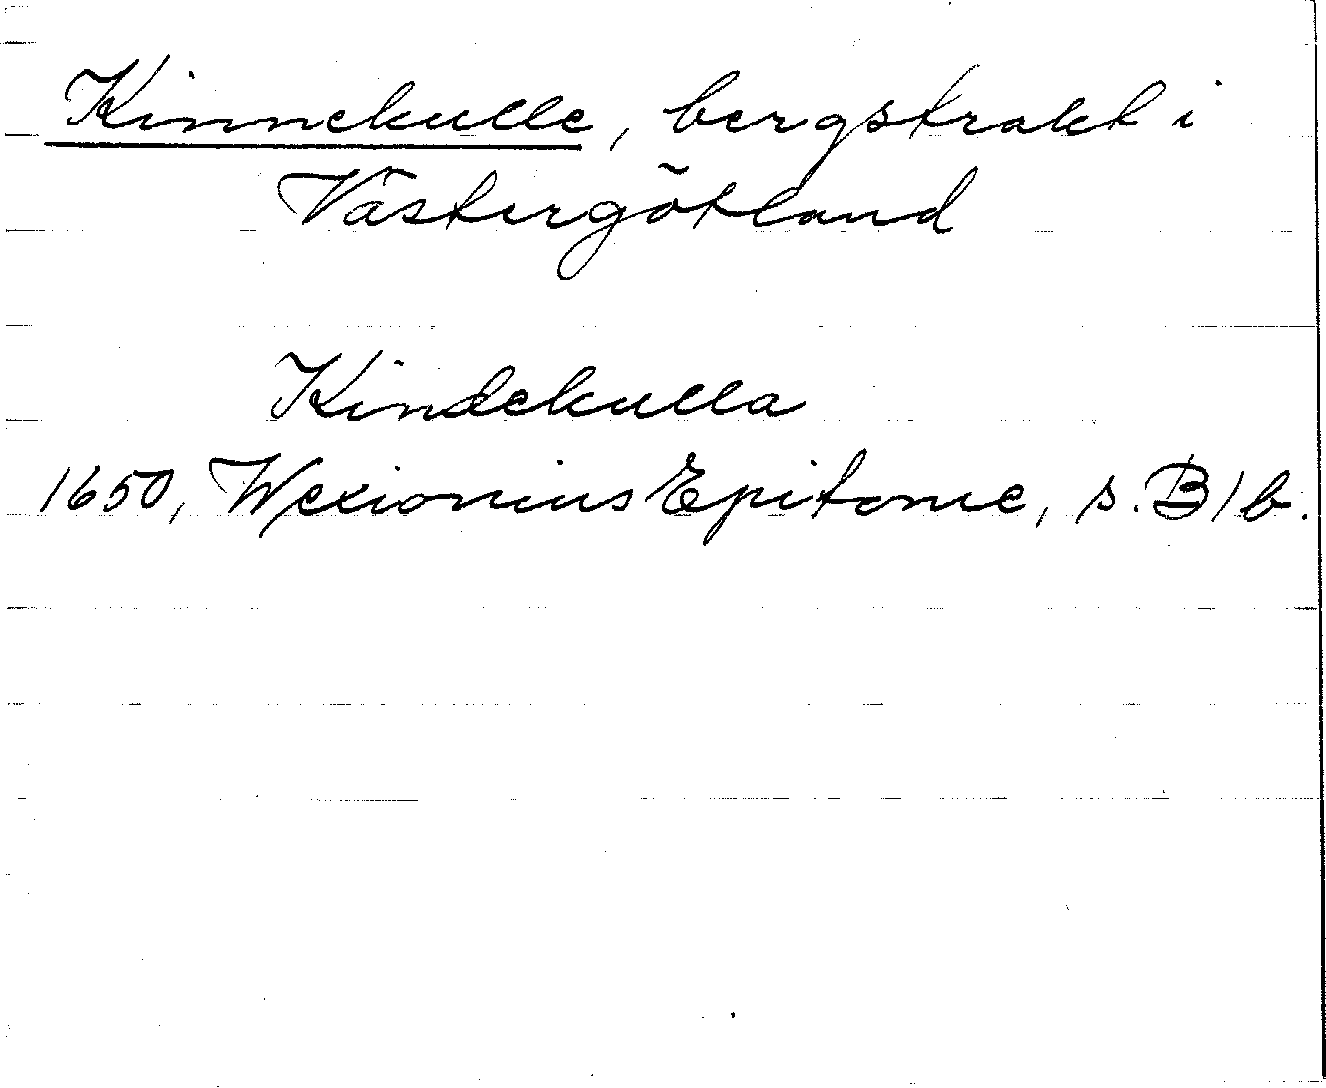 Kinnekulle, bergstrakt i
Västergötland
Kindekulla
1650, Wexionius Epitome, s. B1b.